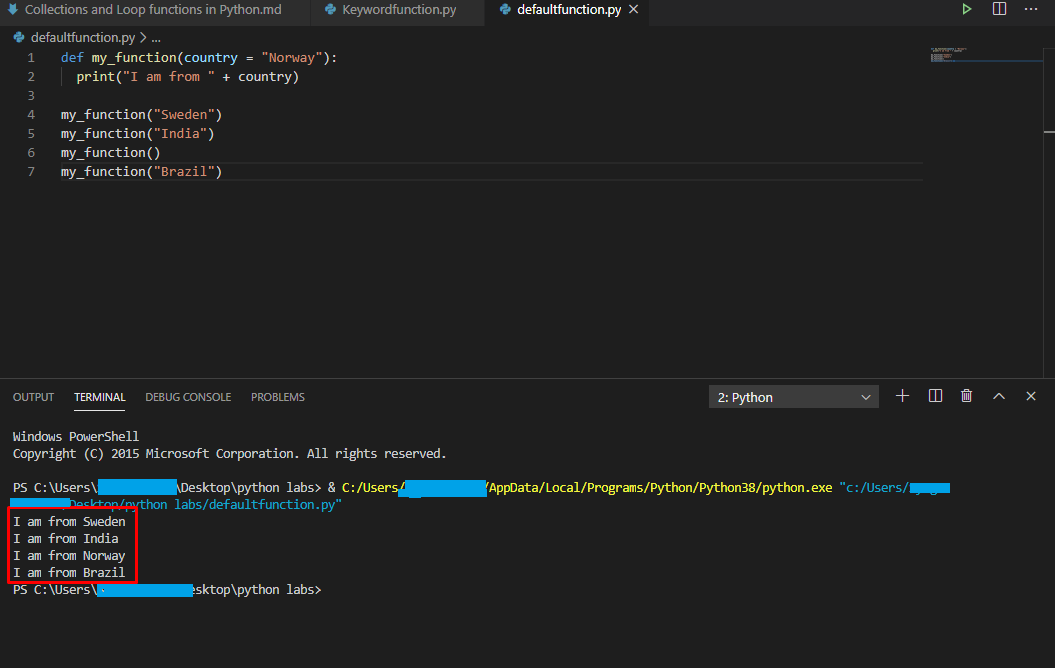 Collections and Loop functions in Python.md Keywordfunction.py defaultfunction.py
defaultfunction.py > ...
1 def my_function(country = "Norway"):
2 print("I am from " + country)
3
4 my_function("Sweden")
5 my_function("India")
6 my_function()
7 my_function("Brazil")
OUTPUT TERMINAL DEBUG CONSOLE PROBLEMS 2: Python
Windows PowerShell
Copyright (C) 2015 Microsoft Corporation. All rights reserved.
PS C:\Users\ \Desktop\python labs> & C:/Users/ /AppData/Local/Programs/Python/Python38/python.exe "c:/Users/
Desktop/python labs/defaultfunction.py"
I am from Sweden
I am from India
I am from Norway
I am from Brazil
PS C:\Users\ esktop\python labs>